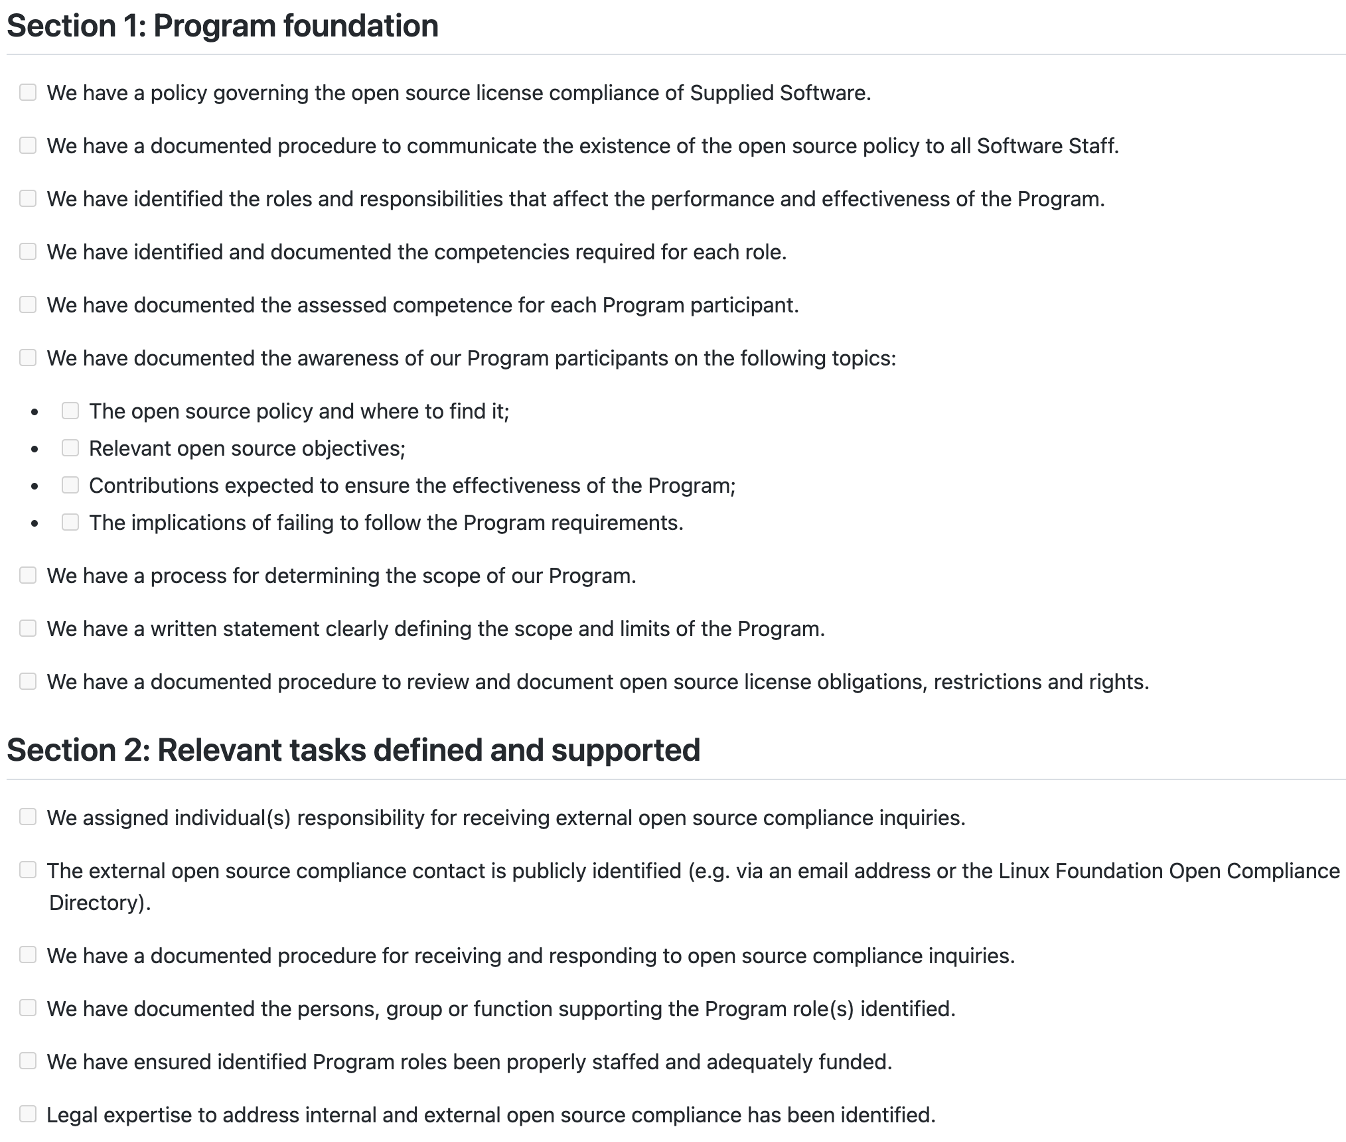 Section 1: Program foundation
We have a policy governing the open source license compliance of Supplied Software.
We have a documented procedure to communicate the existence of the open source policy to all Software Staff.
We have identified the roles and responsibilities that affect the performance and effectiveness of the Program.
We have identified and documented the competencies required for each role.
We have documented the assessed competence for each Program participant.
We have documented the awareness of our Program participants on the following topics:
• The open source policy and where to find it;
• Relevant open source objectives;
• Contributions expected to ensure the effectiveness of the Program;
• The implications of failing to follow the Program requirements.
We have a process for determining the scope of our Program.
We have a written statement clearly defining the scope and limits of the Program.
We have a documented procedure to review and document open source license obligations, restrictions and rights.
Section 2: Relevant tasks defined and supported
We assigned individual(s) responsibility for receiving external open source compliance inquiries.
The external open source compliance contact is publicly identified (e.g. via an email address or the Linux Foundation Open Compliance
Directory).
We have a documented procedure for receiving and responding to open source compliance inquiries.
We have documented the persons, group or function supporting the Program role(s) identified.
We have ensured identified Program roles been properly staffed and adequately funded.
Legal expertise to address internal and external open source compliance has been identified.